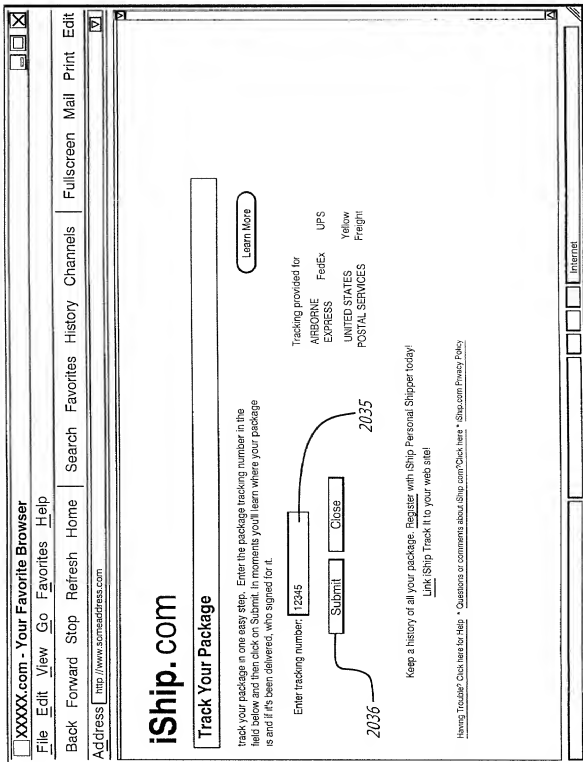 XXXX.com - Your Favorite Browser
File Edit View Go Favorites Help
Back Forward Stop Refresh Home Search Favorites History Channels Fullscreen Mail Print Edit
Address http://www.someaddress.com
iShip.com
Track Your Package
track your package in one easy step. Enter the package tracking number in the
field below and then click on Submit. In moments you'll learn where your package
is and if it's been delivered, who signed for it.
Learn More
Enter tracking number: 12345
Submit Close
2036
2035
Tracking provided for
AIRBORNE EXPRESS FedEx UPS
UNITED STATES POSTAL SERVICES Yellow Freight
Keep a history of all your package. Register with iShip Personal Shipper today!
Link iShip Track It to your web site!
Having Trouble? Click here for Help * Questions or comments about iShip.com?Click here * iShip.com Privacy Policy
Internet